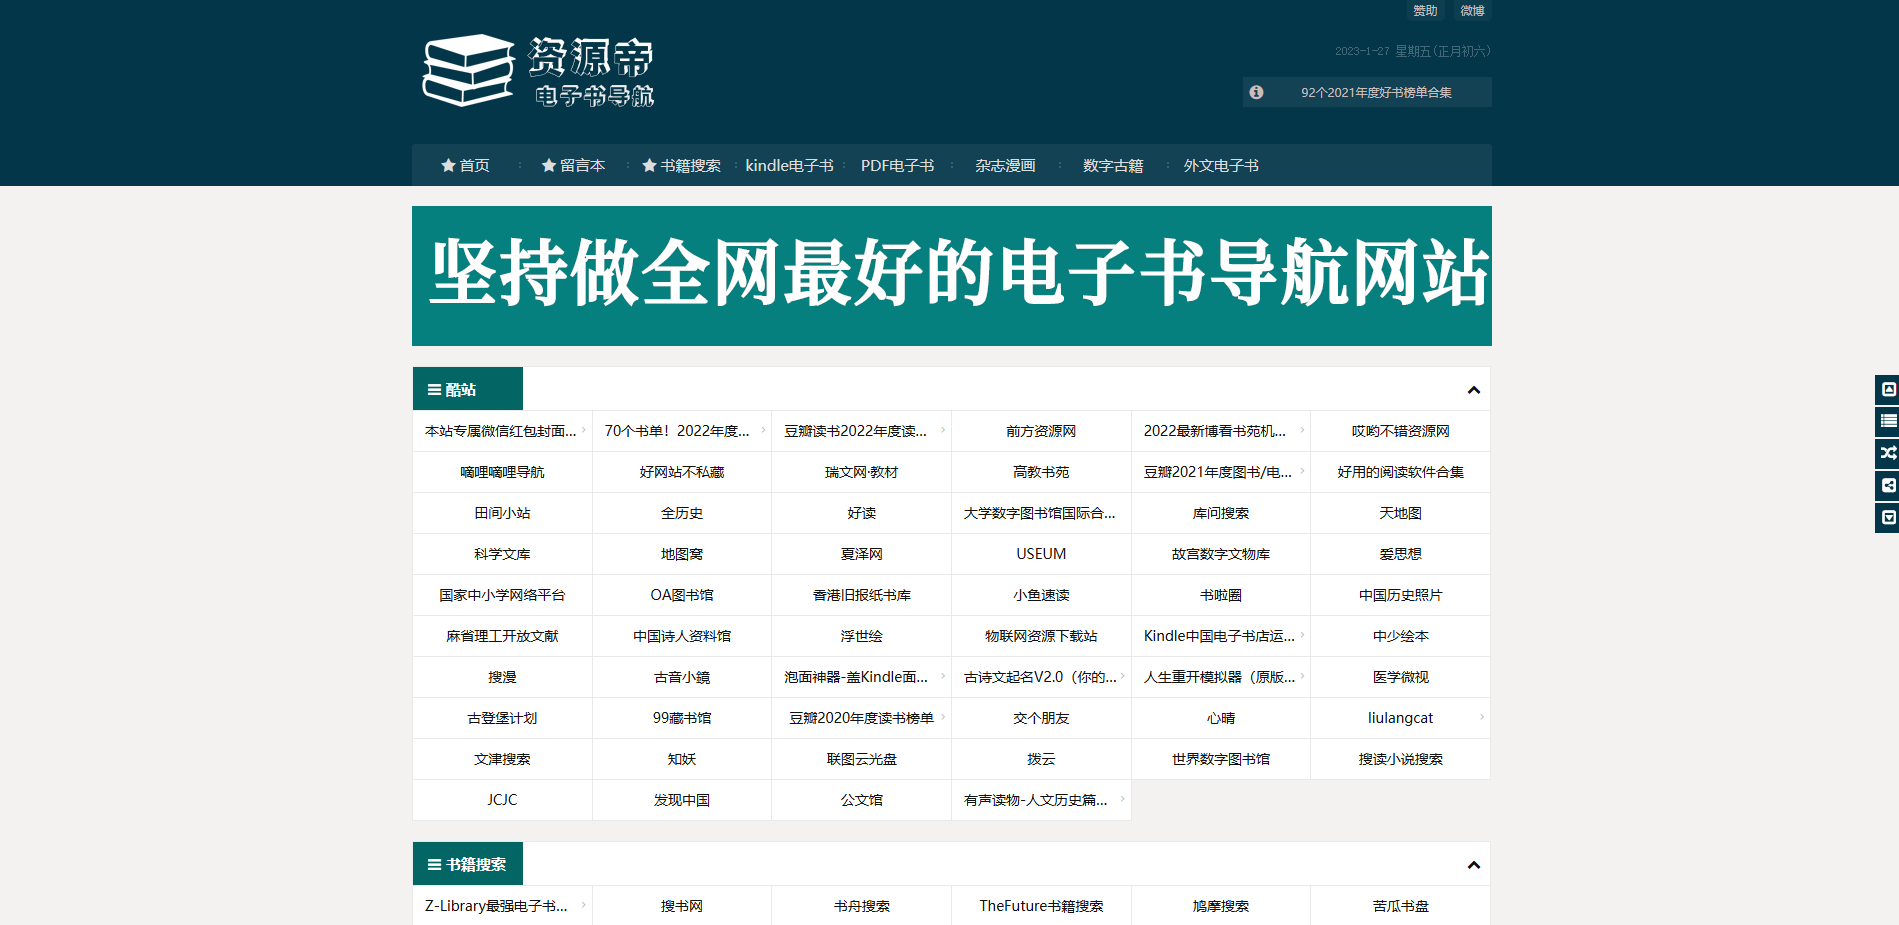 赞助 微博
资源帝
电子书导航
2023-1-27 星期五(正月初六)
92个2021年度好书榜单合集
首页 留言本 书籍搜索 kindle电子书 PDF电子书 杂志漫画 数字古籍 外文电子书
坚持做全网最好的电子书导航网站
酷站
本站专属微信红包封面... 70个书单！2022年度... 豆瓣读书2022年度读... 前方资源网 2022最新博看书苑机... 哎哟不错资源网
嘀哩嘀哩导航 好网站不私藏 瑞文网·教材 高教书苑 豆瓣2021年度图书/电... 好用的阅读软件合集
田间小站 全历史 好读 大学数字图书馆国际合... 库问搜索 天地图
科学文库 地图窝 夏泽网 USEUM 故宫数字文物库 爱思想
国家中小学网络平台 OA图书馆 香港旧报纸书库 小鱼速读 书啦圈 中国历史照片
麻省理工开放文献 中国诗人资料馆 浮世绘 物联网资源下载站 Kindle中国电子书店运... 中少绘本
搜漫 古音小鏡 泡面神器-盖Kindle面... 古诗文起名V2.0（你的... 人生重开模拟器（原版... 医学微视
古登堡计划 99藏书馆 豆瓣2020年度读书榜单 交个朋友 心晴 liulangcat
文津搜索 知妖 联图云光盘 拨云 世界数字图书馆 搜读小说搜索
JCJC 发现中国 公文馆 有声读物-人文历史篇...
书籍搜索
Z-Library最强电子书... 搜书网 书舟搜索 TheFuture书籍搜索 鸠摩搜索 苦瓜书盘